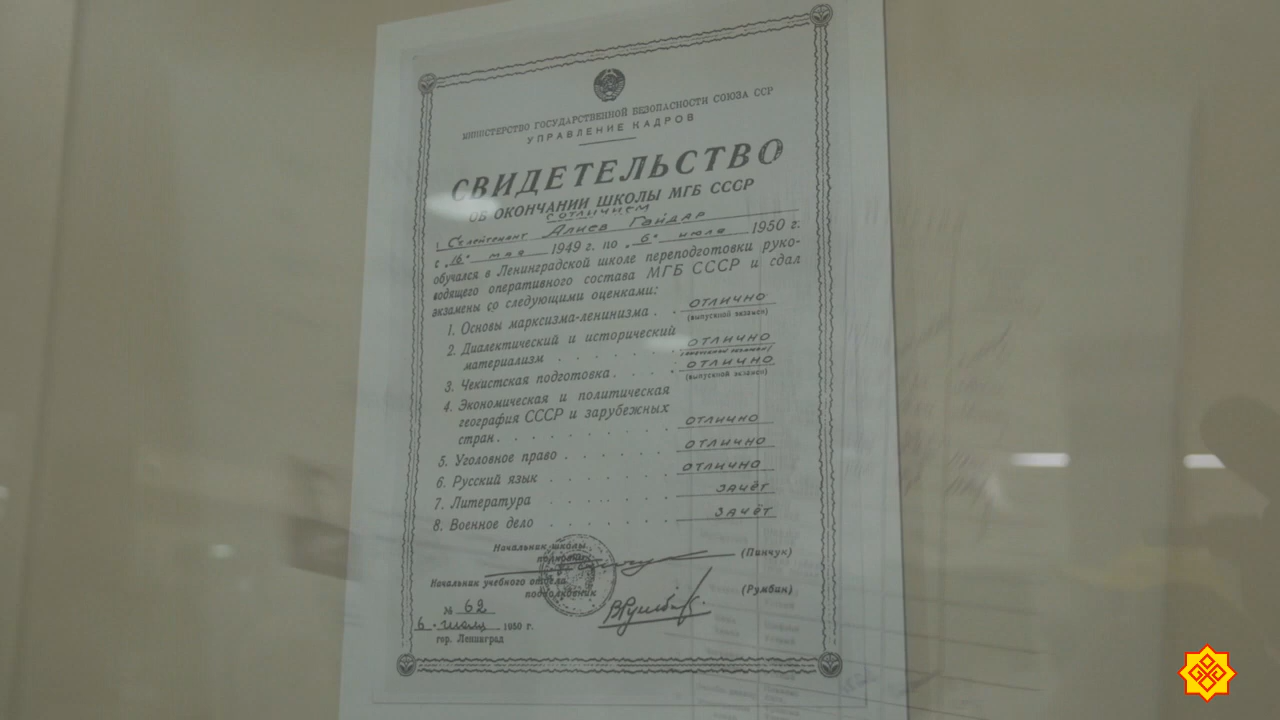 МИНИСТЕРСТВО ГОСУДАРСТВЕННОЙ БЕЗОПАСНОСТИ СОЮЗА ССР
УПРАВЛЕНИЕ КАДРОВ
СВИДЕТЕЛЬСТВО
ОБ ОКОНЧАНИИ ШКОЛЫ МГБ СССР
с отличием
Алиев Гайдар
с „16“ мая 1949 г. по „6“ июля 1950 г.
обучался в Ленинградской школе переподготовки руко-
водящего оперативного состава МГБ СССР и сдал
экзамены со следующими оценками:
1. Основы марксизма-ленинизма . . отлично
(выпускной экзамен)
2. Диалектический и исторический
материализм . . . . . . . отлично
3. Чекистская подготовка . . . . отлично
(выпускной экзамен)
4. Экономическая и политическая
география СССР и зарубежных
стран . . . . . . . . . . отлично
5. Уголовное право . . . . . . отлично
6. Русский язык . . . . . . отлично
7. Литература . . . . . . зачёт
8. Военное дело . . . . . . зачёт
Начальник школы
полковник (Пинчук)
Начальник учебного отдела
подполковник (Румбин)
№ 62
6 1950 г.
гор. Ленинград